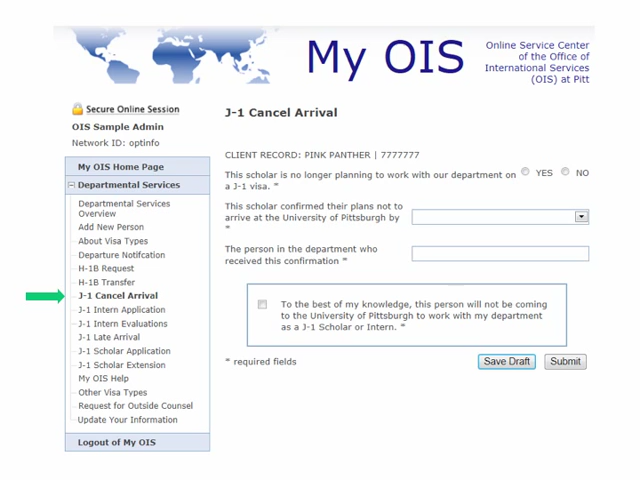 My OIS
Online Service Center
of the Office of
International Services
(OIS) at Pitt
Secure Online Session
OIS Sample Admin
Network ID: optinfo
My OIS Home Page
Departmental Services
Departmental Services
Overview
Add New Person
About Visa Types
Departure Notifcation
H-1B Request
H-1B Transfer
J-1 Cancel Arrival
J-1 Intern Application
J-1 Intern Evaluations
J-1 Late Arrival
J-1 Scholar Application
J-1 Scholar Extension
My OIS Help
Other Visa Types
Request for Outside Counsel
Update Your Information
Logout of My OIS
J-1 Cancel Arrival
CLIENT RECORD: PINK PANTHER | 7777777
This scholar is no longer planning to work with our department on
a J-1 visa. *
YES NO
This scholar confirmed their plans not to
arrive at the University of Pittsburgh by
*
The person in the department who
received this confirmation *
To the best of my knowledge, this person will not be coming
to the University of Pittsburgh to work with my department
as a J-1 Scholar or Intern. *
* required fields
Save Draft Submit